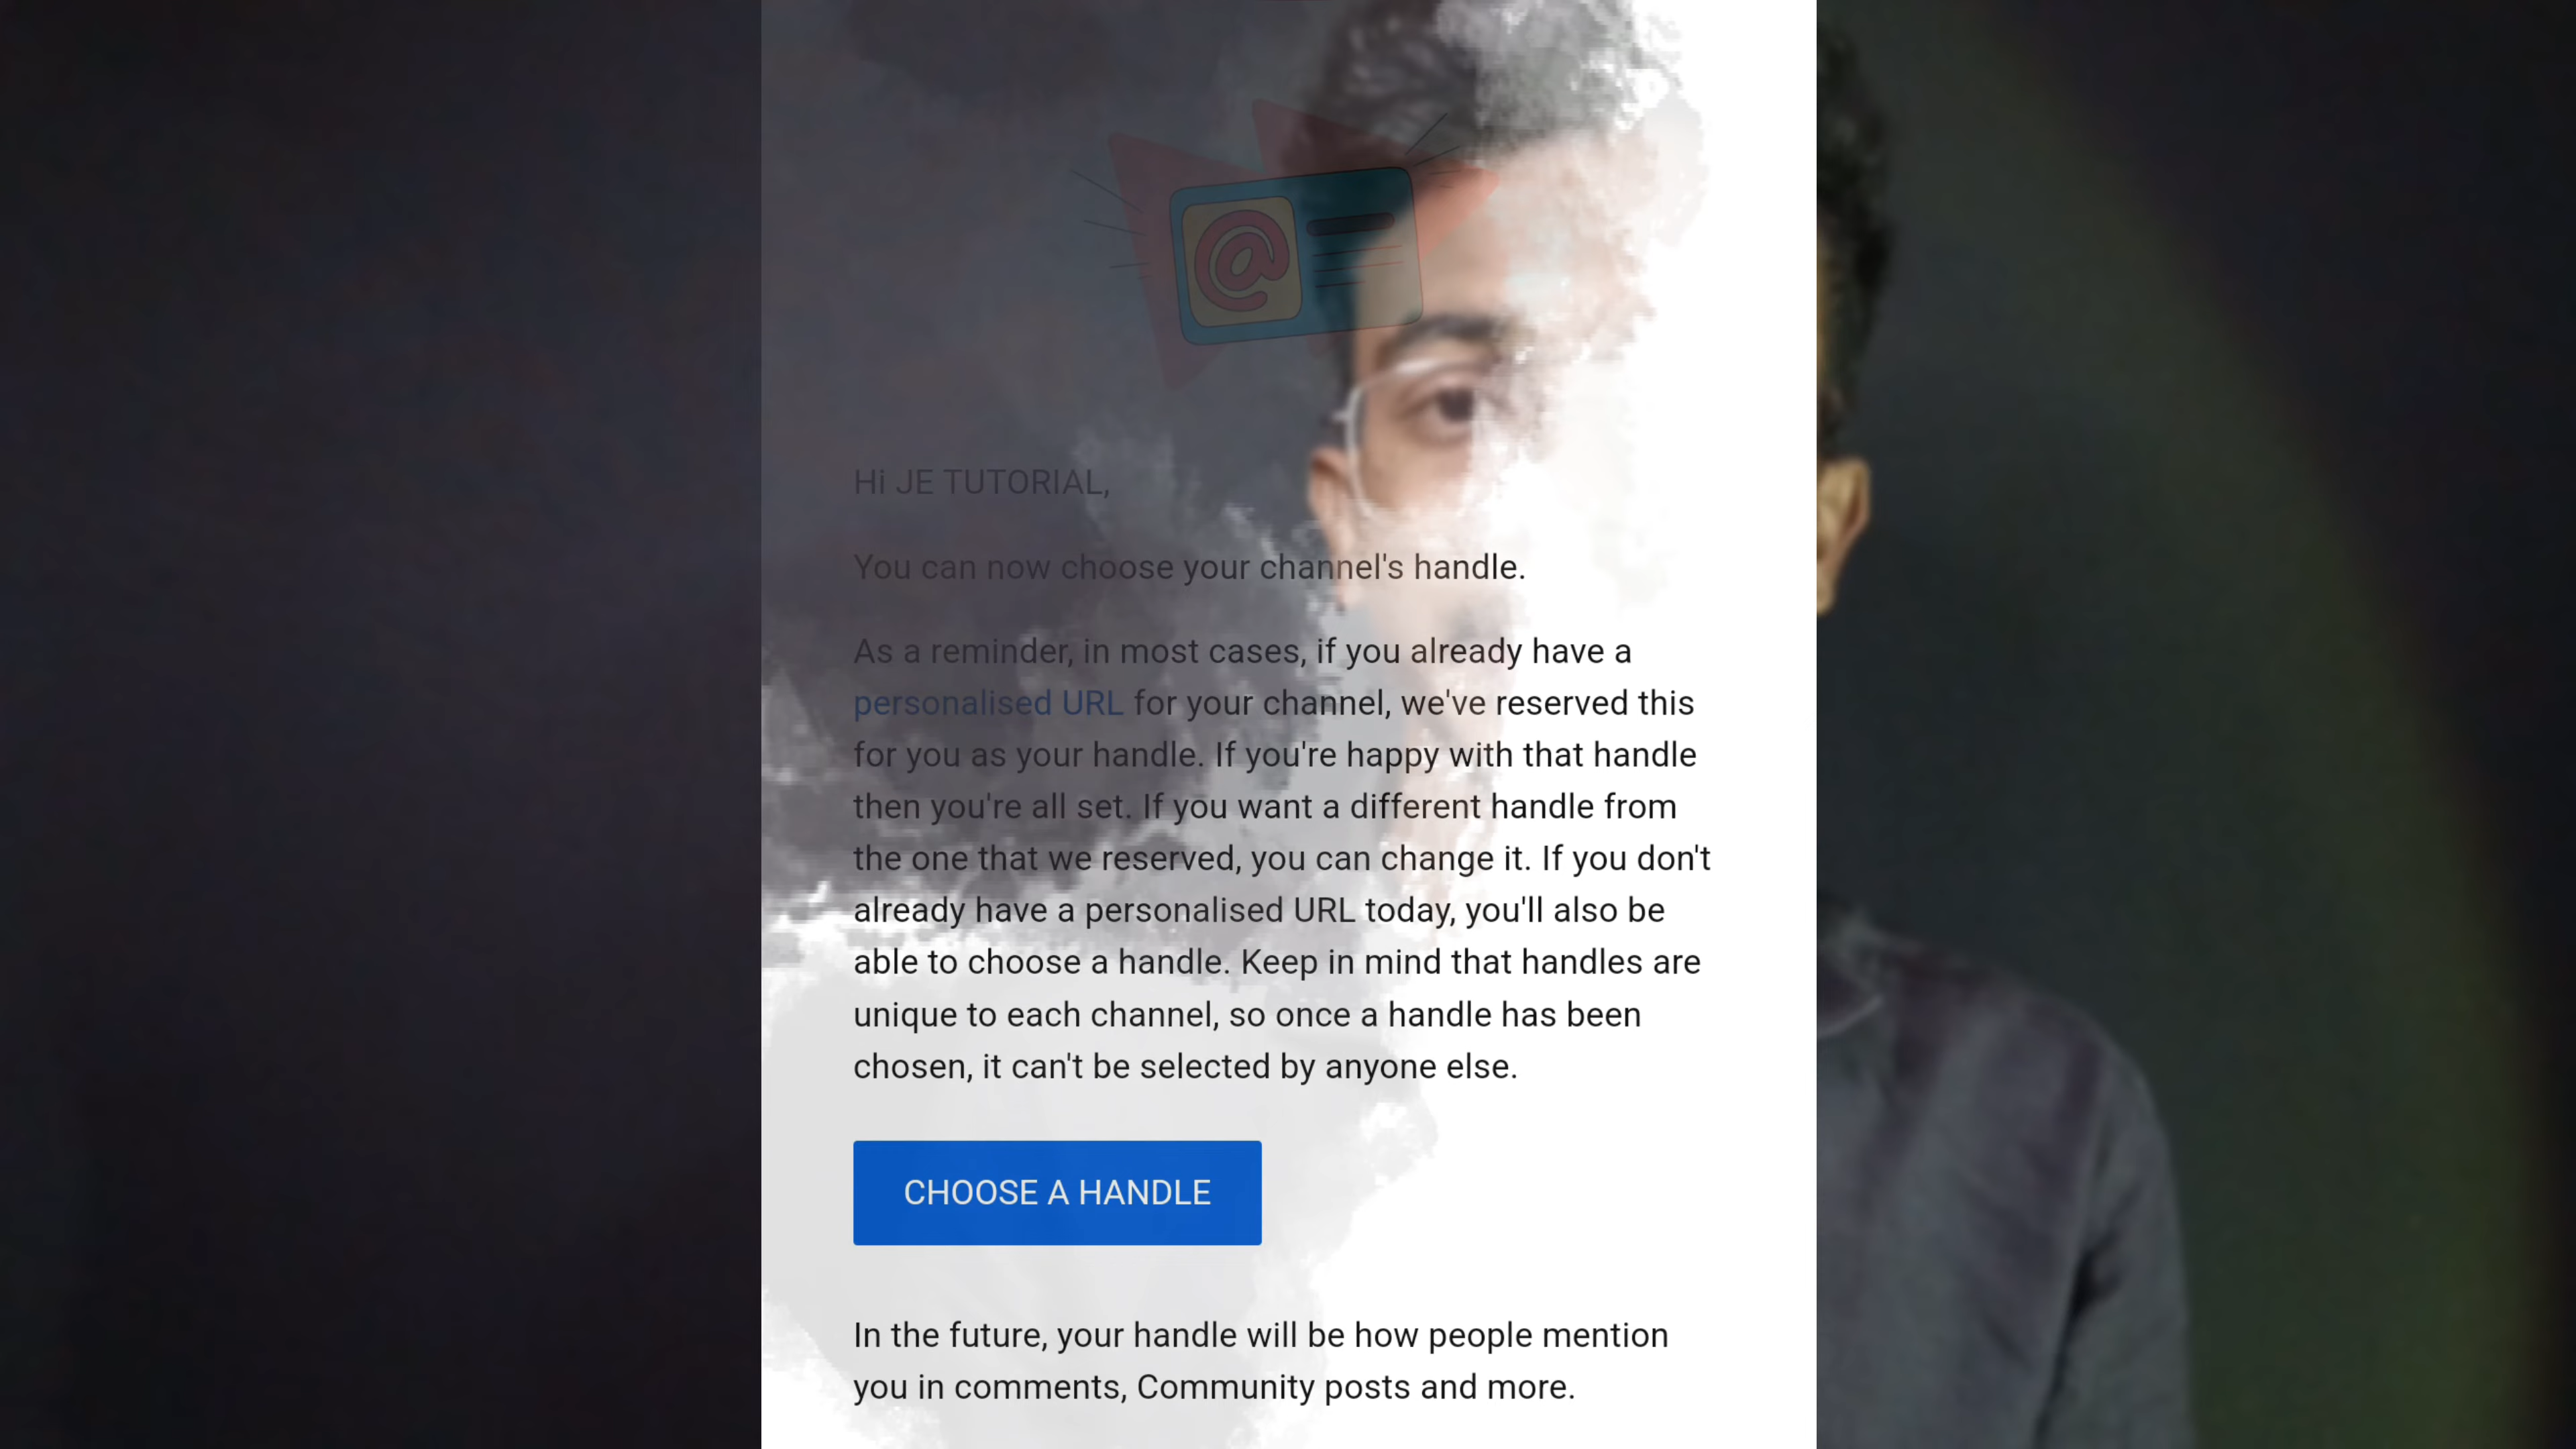 @
Hi JE TUTORIAL,
You can now choose your channel's handle.
As a reminder, in most cases, if you already have a
personalised URL for your channel, we've reserved this
for you as your handle. If you're happy with that handle
then you're all set. If you want a different handle from
the one that we reserved, you can change it. If you don't
already have a personalised URL today, you'll also be
able to choose a handle. Keep in mind that handles are
unique to each channel, so once a handle has been
chosen, it can't be selected by anyone else.
CHOOSE A HANDLE
In the future, your handle will be how people mention
you in comments, Community posts and more.